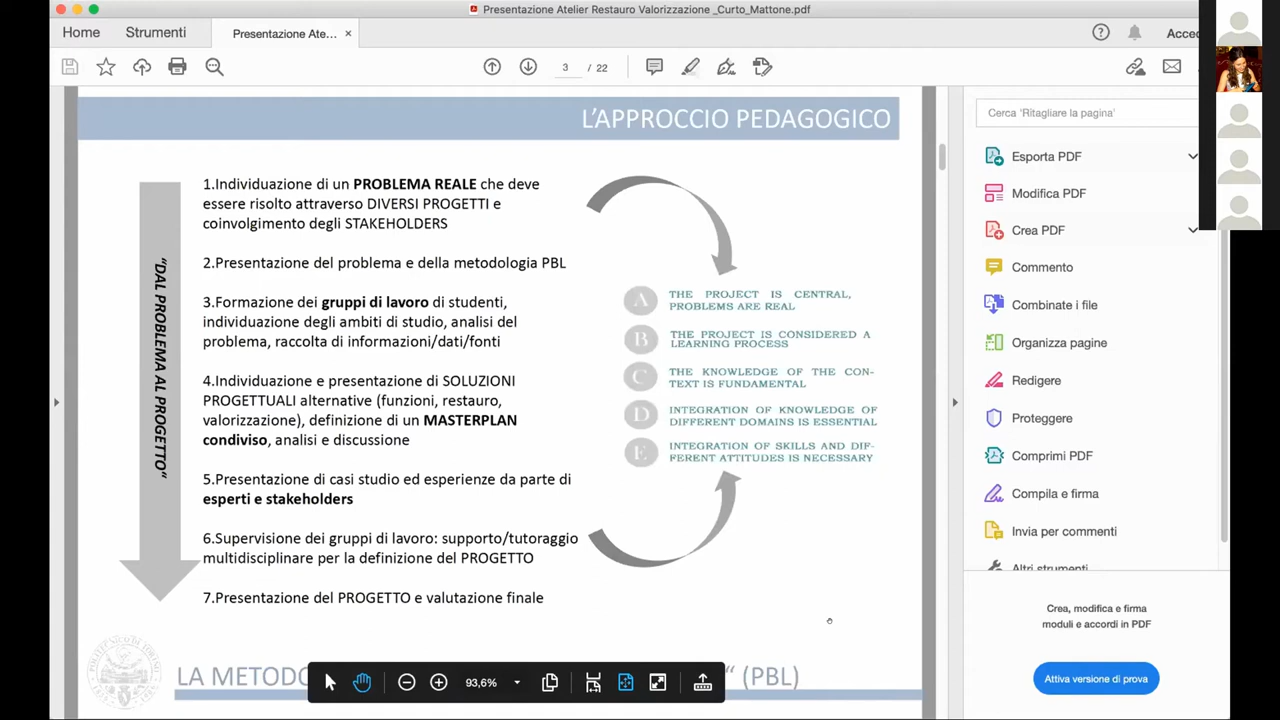 Presentazione Atelier Restauro Valorizzazione _Curto_Mattone.pdf
Home
Strumenti
Presentazione Ate...
×
Acced
3 / 22
L'APPROCCIO PEDAGOGICO
"DAL PROBLEMA AL PROGETTO"
1.Individuazione di un PROBLEMA REALE che deve
essere risolto attraverso DIVERSI PROGETTI e
coinvolgimento degli STAKEHOLDERS
2.Presentazione del problema e della metodologia PBL
3.Formazione dei gruppi di lavoro di studenti,
individuazione degli ambiti di studio, analisi del
problema, raccolta di informazioni/dati/fonti
4.Individuazione e presentazione di SOLUZIONI
PROGETTUALI alternative (funzioni, restauro,
valorizzazione), definizione di un MASTERPLAN
condiviso, analisi e discussione
5.Presentazione di casi studio ed esperienze da parte di
esperti e stakeholders
6.Supervisione dei gruppi di lavoro: supporto/tutoraggio
multidisciplinare per la definizione del PROGETTO
7.Presentazione del PROGETTO e valutazione finale
A THE PROJECT IS CENTRAL,
PROBLEMS ARE REAL
B THE PROJECT IS CONSIDERED A
LEARNING PROCESS
C THE KNOWLEDGE OF THE CON-
TEXT IS FUNDAMENTAL
D INTEGRATION OF KNOWLEDGE OF
DIFFERENT DOMAINS IS ESSENTIAL
E INTEGRATION OF SKILLS AND DIF-
FERENT ATTITUDES IS NECESSARY
LA METODO
" (PBL)
93,6%
Cerca 'Ritagliare la pagina'
Esporta PDF
Modifica PDF
Crea PDF
Commento
Combinate i file
Organizza pagine
Redigere
Proteggere
Comprimi PDF
Compila e firma
Invia per commenti
Altri strumenti
Crea, modifica e firma
moduli e accordi in PDF
Attiva versione di prova